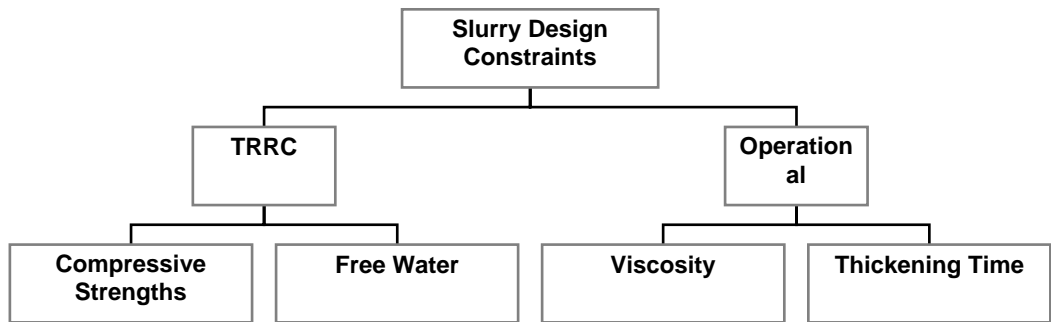 Slurry Design
Constraints
TRRC
Operation
al
Compressive
Strengths
Free Water
Viscosity
Thickening Time